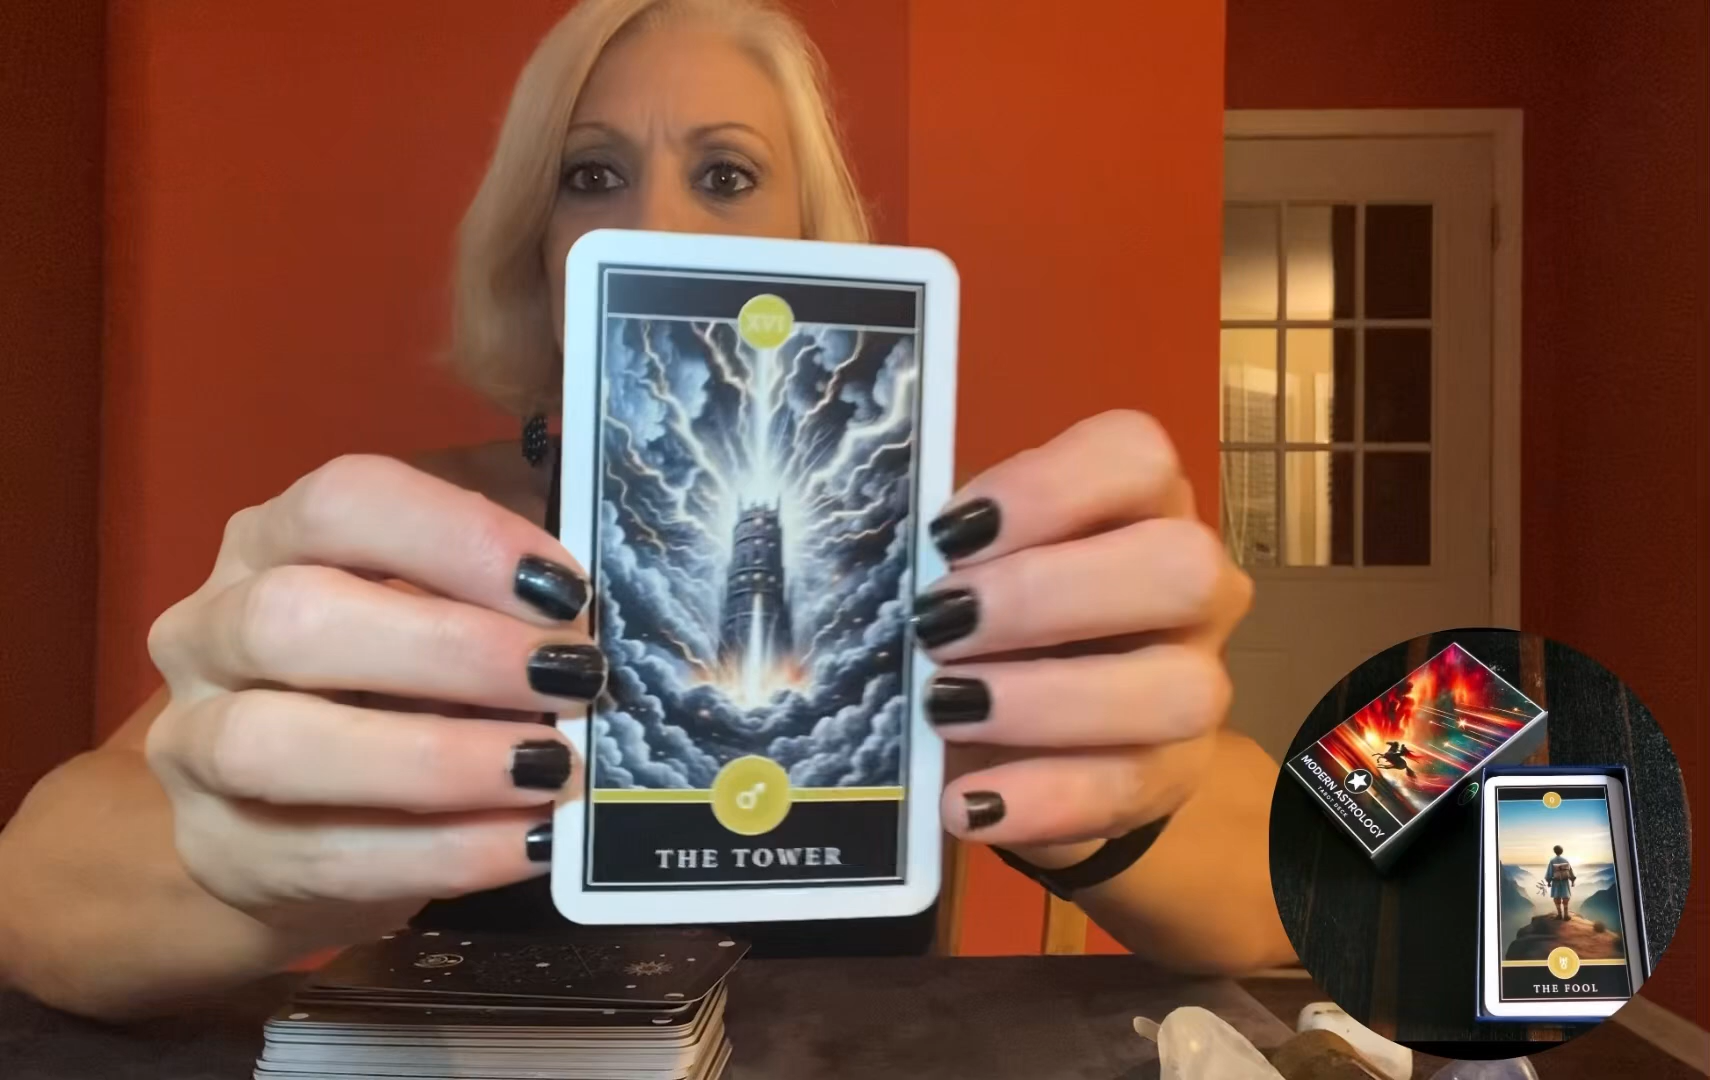 XVI
THE TOWER
MODERN ASTROLOGY
TAROT DECK
0
THE FOOL